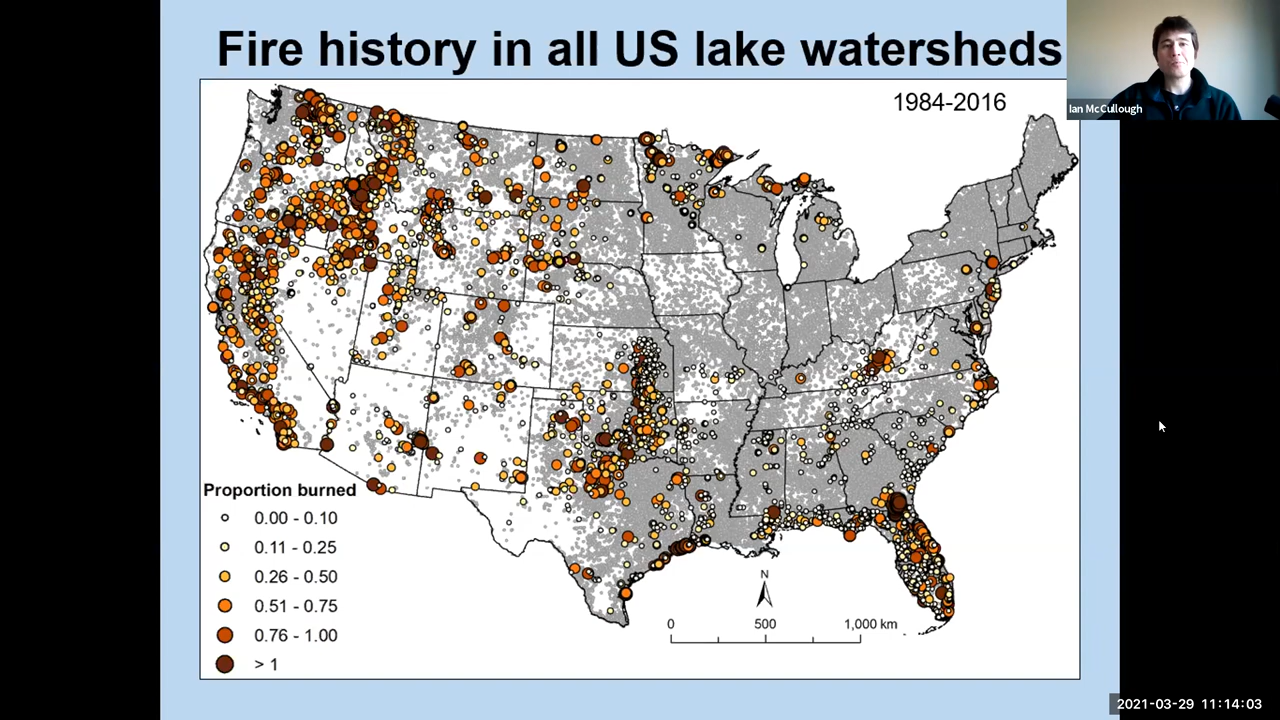 Fire history in all US lake watersheds
1984-2016
Ian McCullough
Proportion burned
0.00 - 0.10
0.11 - 0.25
0.26 - 0.50
0.51 - 0.75
0.76 - 1.00
> 1
N
0 500 1,000 km
2021-03-29 11:14:03